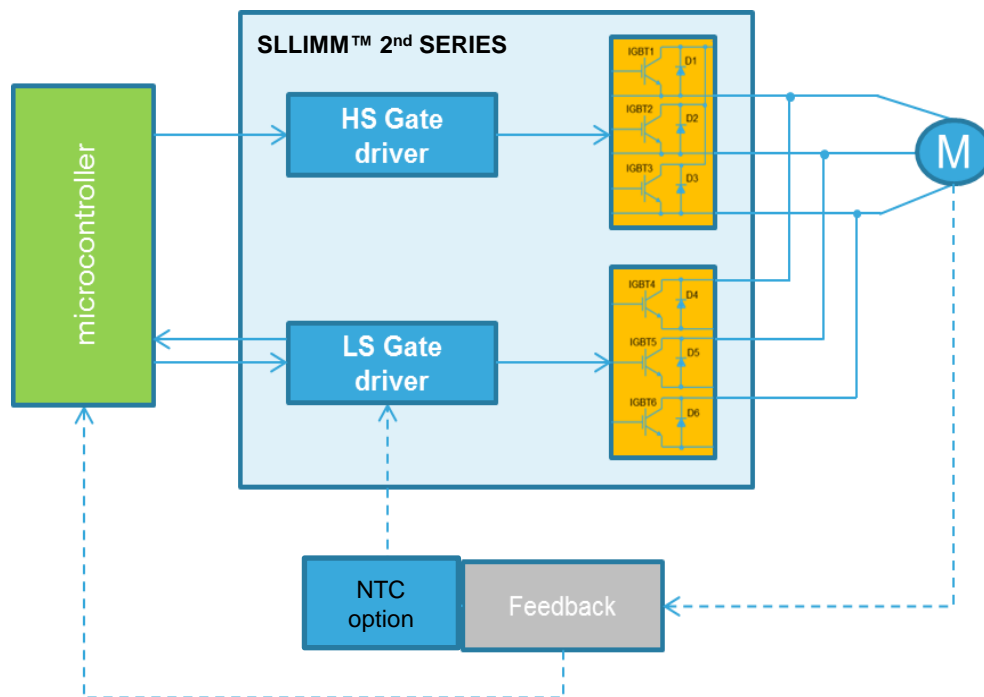 SLLIMM™ 2nd SERIES
microcontroller
HS Gate
driver
IGBT1
D1
IGBT2
D2
IGBT3
D3
M
LS Gate
driver
IGBT4
D4
IGBT5
D5
IGBT6
D6
NTC
option
Feedback